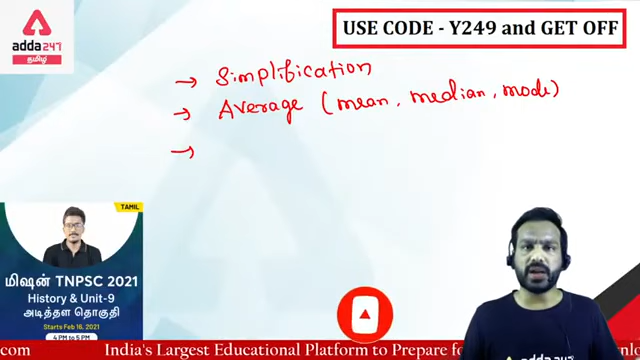 adda247
தமிழ்
USE CODE - Y249 and GET OFF
→ Simplification
→ Average (mean, median, mode)
→
TAMIL
மிஷன் TNPSC 2021
History & Unit-9
அடித்தள தொகுதி
Starts Feb 16, 2021
4 PM to 5 PM
adda247
.com
India's Largest Educational Platform to Prepare fo